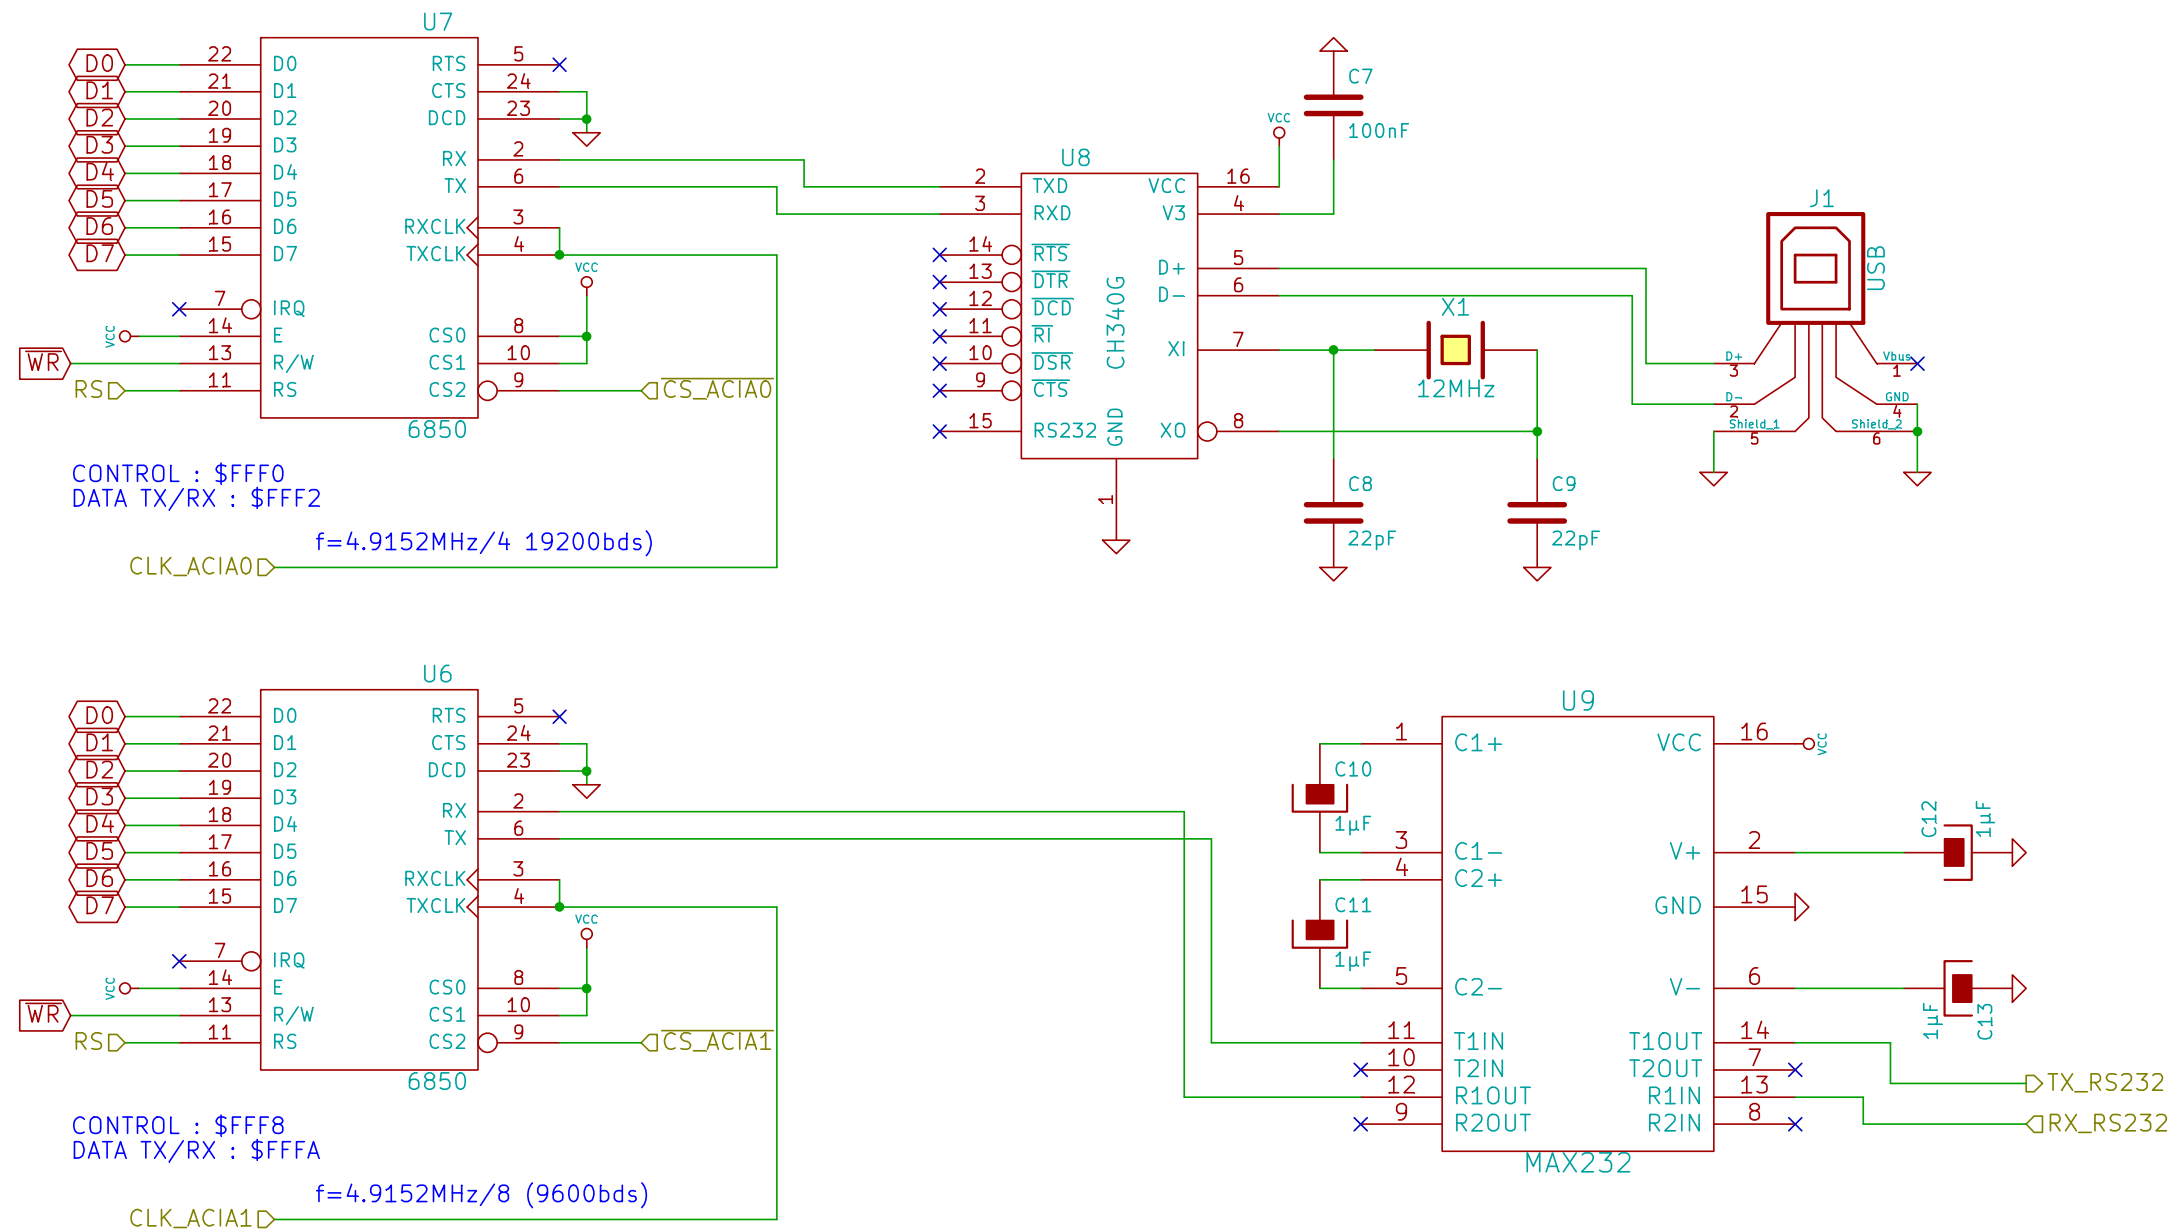 U7
D0 22 D0 RTS 5
D1 21 D1 CTS 24
D2 20 D2 DCD 23
D3 19 D3
D4 18 D4 RX 2
D5 17 D5 TX 6
D6 16 D6 RXCLK 3
D7 15 D7 TXCLK 4
VCC
7 IRQ
VCC 14 E CS0 8
WR 13 R/W CS1 10
RS 11 RS CS2 9 CS_ACIA0
6850
CONTROL : $FFF0
DATA TX/RX : $FFF2
f=4.9152MHz/4 19200bds)
CLK_ACIA0
U8
2 TXD VCC 16
3 RXD V3 4
14 RTS
13 DTR D+ 5
12 DCD D- 6
11 RI
10 DSR XI 7
9 CTS
15 RS232 XO 8
CH340G
GND
1
VCC
C7
100nF
X1
12MHz
C8
22pF
C9
22pF
J1
USB
D+ 3
D- 2
Shield_1 5
Vbus 1
GND 4
Shield_2 6
U6
D0 22 D0 RTS 5
D1 21 D1 CTS 24
D2 20 D2 DCD 23
D3 19 D3
D4 18 D4 RX 2
D5 17 D5 TX 6
D6 16 D6 RXCLK 3
D7 15 D7 TXCLK 4
VCC
7 IRQ
VCC 14 E CS0 8
WR 13 R/W CS1 10
RS 11 RS CS2 9 CS_ACIA1
6850
CONTROL : $FFF8
DATA TX/RX : $FFFA
f=4.9152MHz/8 (9600bds)
CLK_ACIA1
U9
1 C1+ VCC 16 VCC
C10
1µF
3 C1- V+ 2
4 C2+
C11
1µF
GND 15
5 C2- V- 6
11 T1IN T1OUT 14
10 T2IN T2OUT 7
12 R1OUT R1IN 13
9 R2OUT R2IN 8
MAX232
C12
1µF
1µF
C13
TX_RS232
RX_RS232